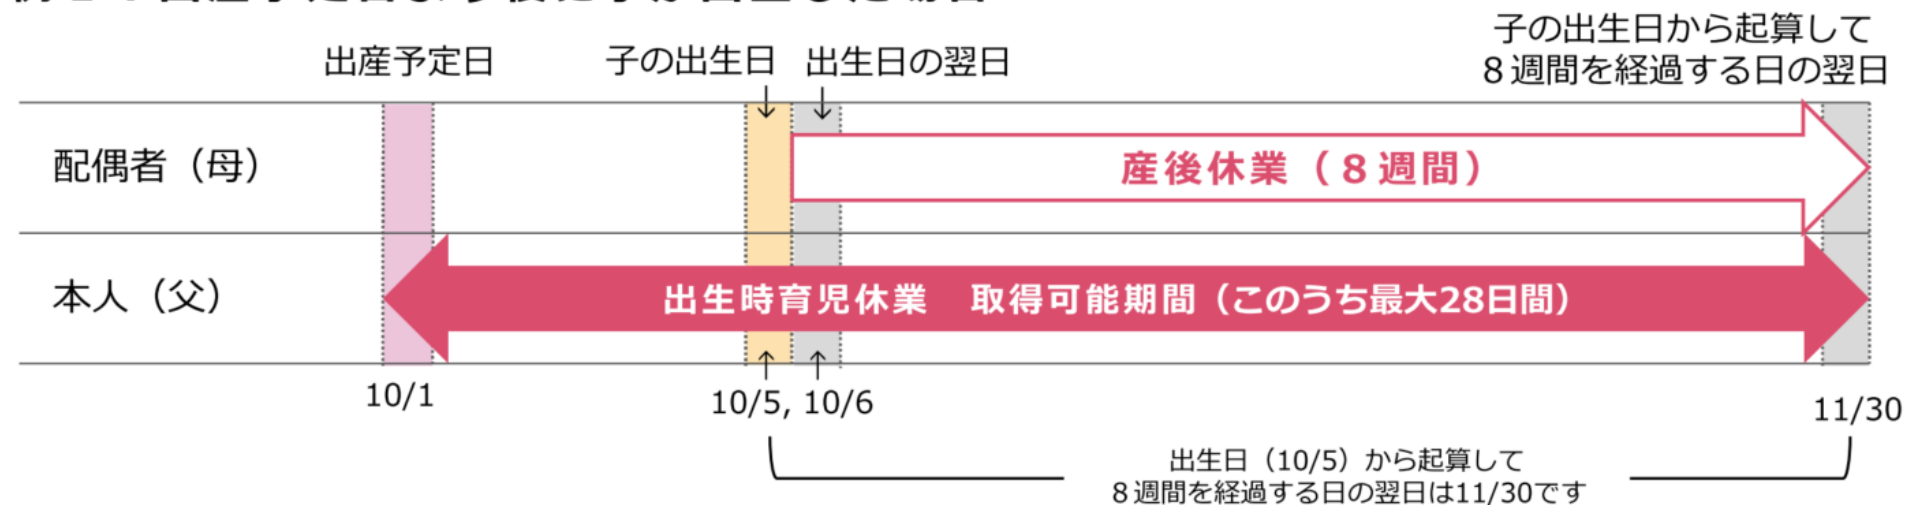 出産予定日
子の出生日
出生日の翌日
子の出生日から起算して
８週間を経過する日の翌日
配偶者（母）
産後休業（８週間）
本人（父）
出生時育児休業　取得可能期間（このうち最大28日間）
10/1
10/5, 10/6
11/30
出生日（10/5）から起算して
８週間を経過する日の翌日は11/30です